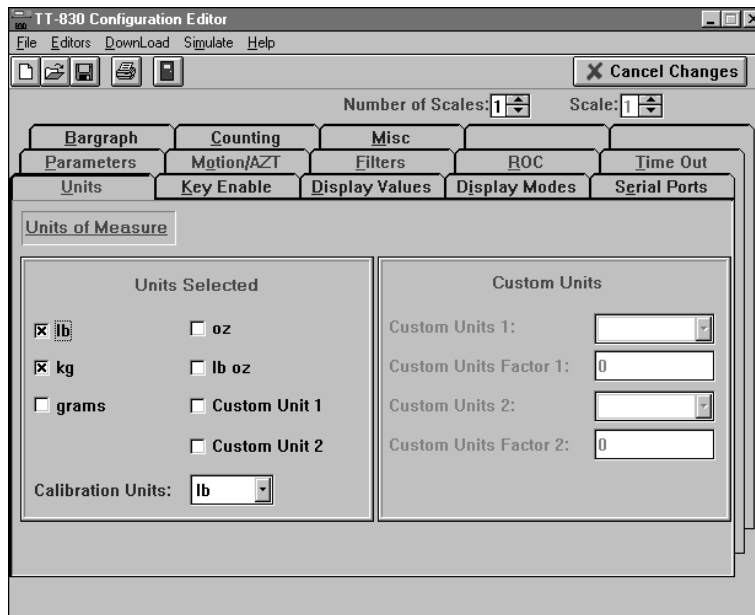 TT-830 Configuration Editor
File Editors DownLoad Simulate Help
Cancel Changes
Number of Scales: 1 Scale: 1
Bargraph Counting Misc
Parameters Motion/AZT Filters ROC Time Out
Units Key Enable Display Values Display Modes Serial Ports
Units of Measure
Units Selected
lb oz
kg lb oz
grams Custom Unit 1
Custom Unit 2
Calibration Units: lb
Custom Units
Custom Units 1:
Custom Units Factor 1: 0
Custom Units 2:
Custom Units Factor 2: 0